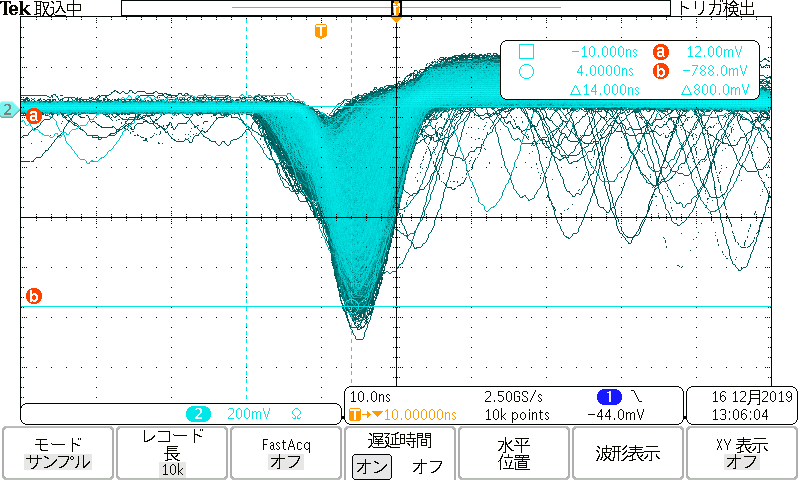 Tek 取込中
トリガ検出
T
-10.000ns a 12.00mV
4.0000ns b -788.0mV
△14.000ns △800.0mV
2
a
b
2 200mV Ω
10.0ns 2.50GS/s 1
T→▼10.00000ns 10k points -44.0mV
16 12月2019
13:06:04
モード
サンプル
レコード
長
10k
FastAcq
オフ
遅延時間
オン オフ
水平
位置
波形表示
XY 表示
オフ